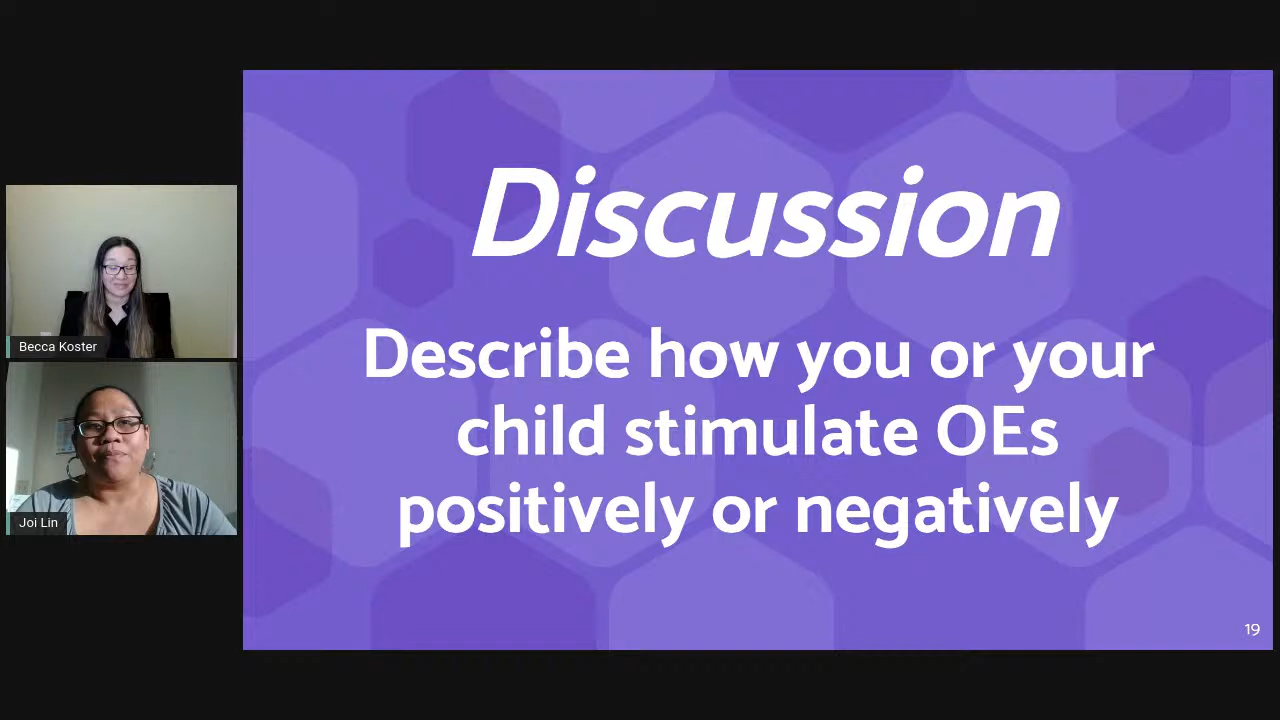 Discussion
Describe how you or your
child stimulate OEs
positively or negatively
19
Becca Koster
Joi Lin